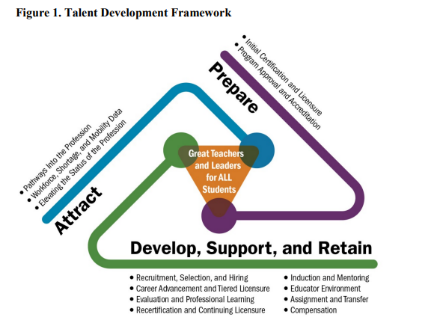 Figure 1. Talent Development Framework
Prepare
• Initial Certification and Licensure
• Program Approval and Accreditation
• Pathways Into the Profession
• Workforce, Shortage, and Mobility Data
• Elevating the Status of the Profession
Attract
Great Teachers
and Leaders
for ALL
Students
Develop, Support, and Retain
• Recruitment, Selection, and Hiring
• Career Advancement and Tiered Licensure
• Evaluation and Professional Learning
• Recertification and Continuing Licensure
• Induction and Mentoring
• Educator Environment
• Assignment and Transfer
• Compensation